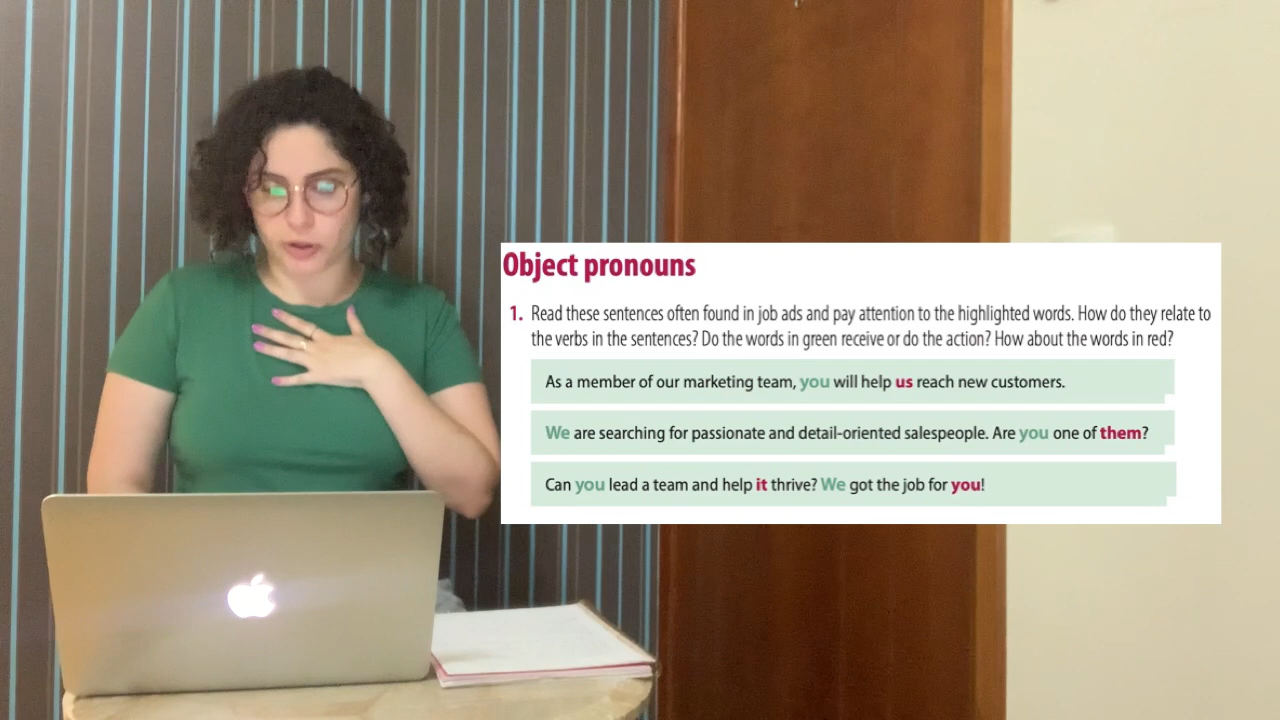 Object pronouns
1. Read these sentences often found in job ads and pay attention to the highlighted words. How do they relate to
the verbs in the sentences? Do the words in green receive or do the action? How about the words in red?
As a member of our marketing team, you will help us reach new customers.
We are searching for passionate and detail-oriented salespeople. Are you one of them?
Can you lead a team and help it thrive? We got the job for you!